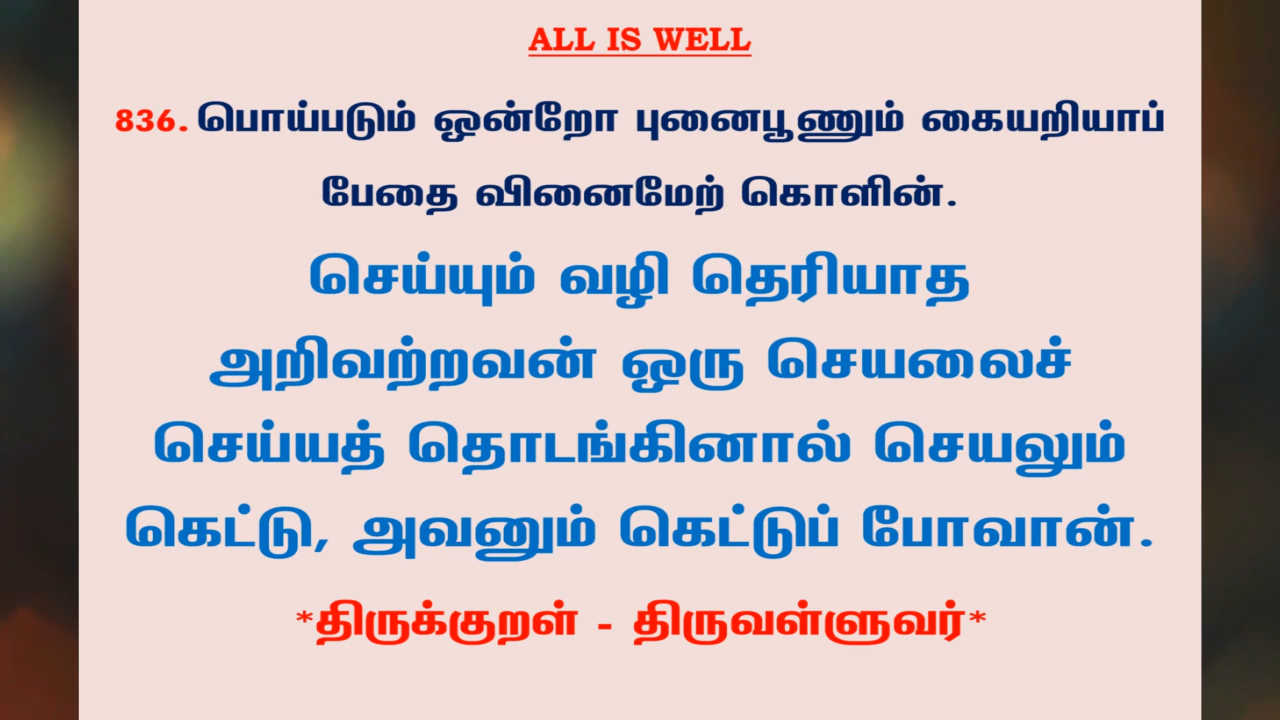 ALL IS WELL
836. பொய்படும் ஒன்றோ புனைபூணும் கையறியாப்
பேதை வினைமேற் கொளின்.
செய்யும் வழி தெரியாத
அறிவற்றவன் ஒரு செயலைச்
செய்யத் தொடங்கினால் செயலும்
கெட்டு, அவனும் கெட்டுப் போவான்.
*திருக்குறள் - திருவள்ளுவர்*